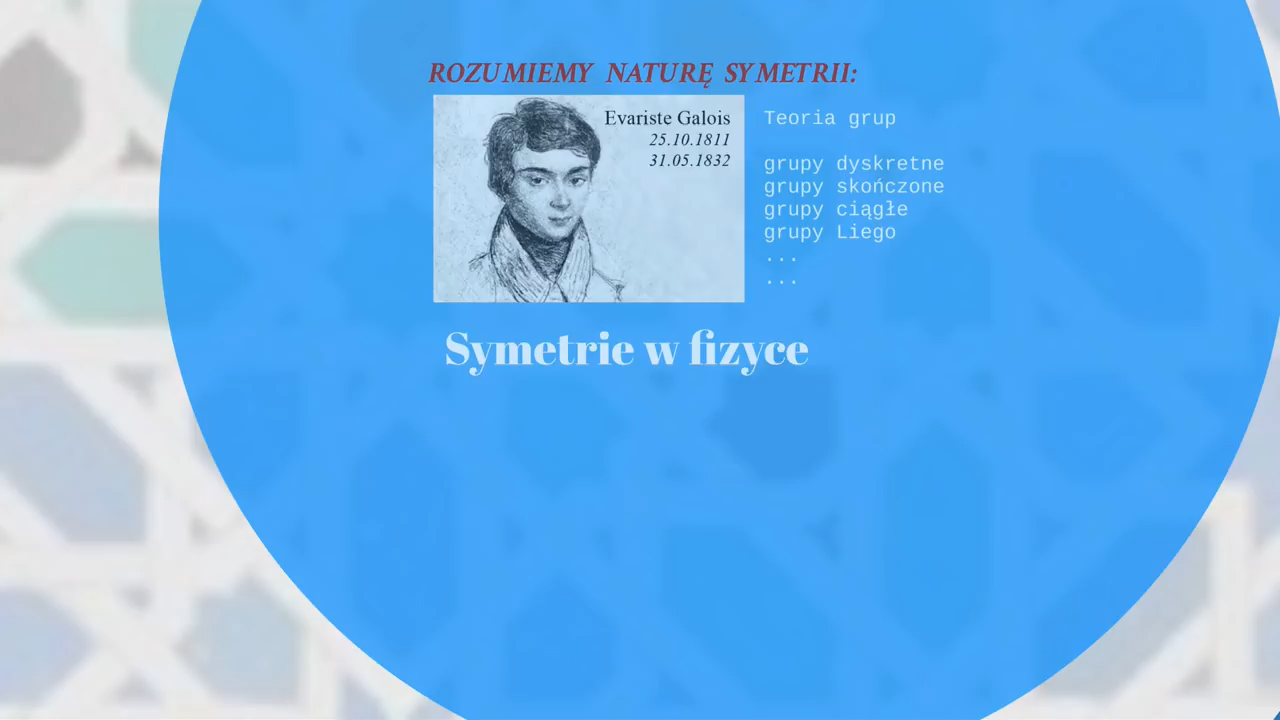 ROZUMIEMY NATURĘ SYMETRII:
Evariste Galois
25.10.1811
31.05.1832
Teoria grup
grupy dyskretne
grupy skończone
grupy ciągłe
grupy Liego
...
...
Symetrie w fizyce